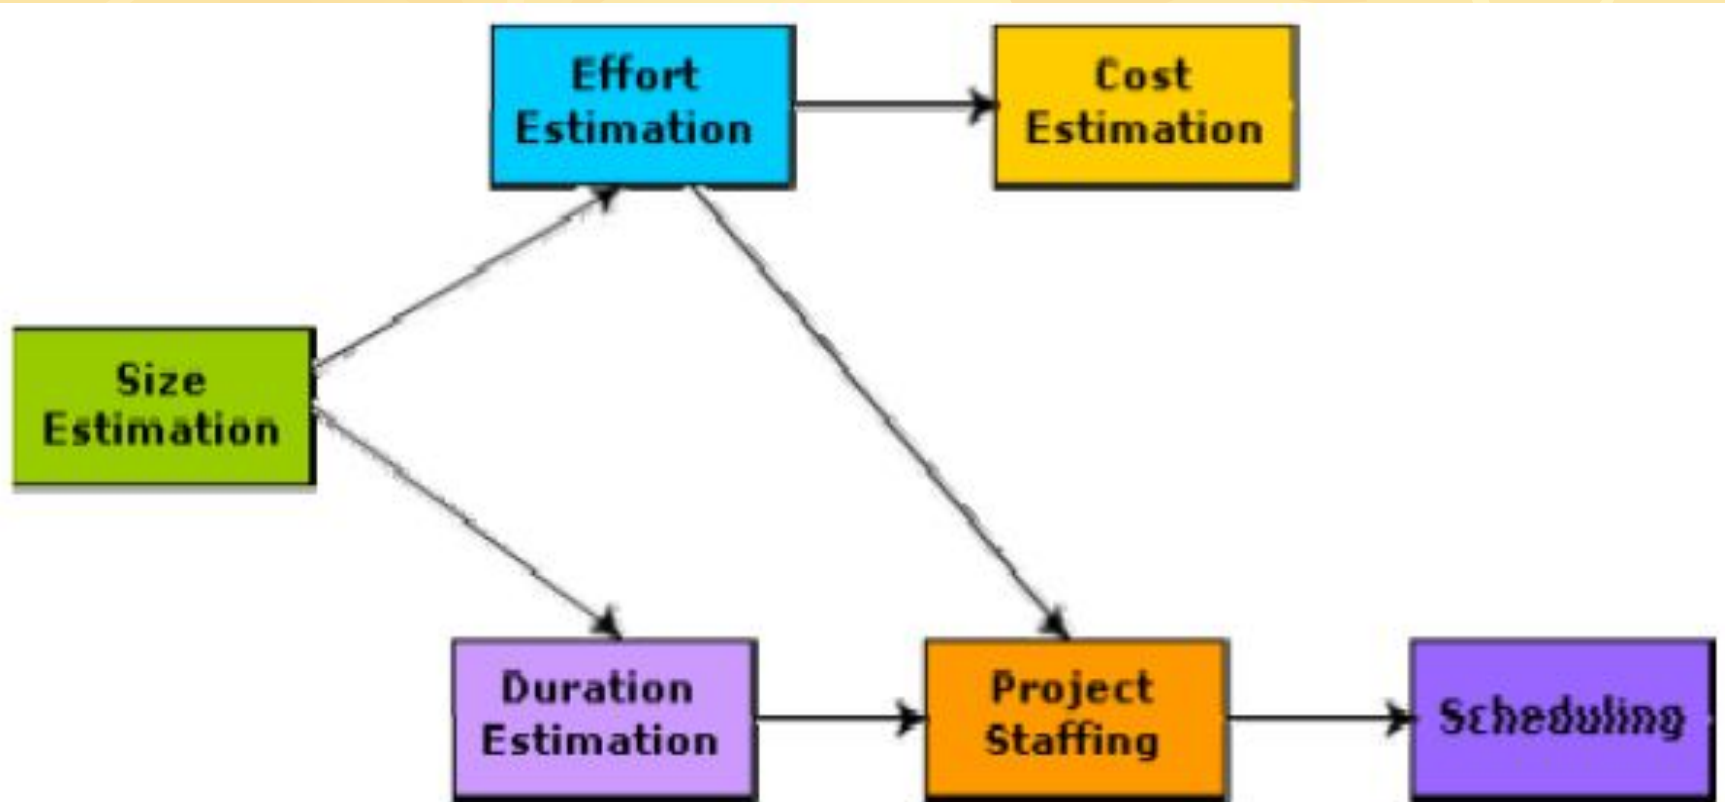 Effort
Estimation
Cost
Estimation
Size
Estimation
Duration
Estimation
Project
Staffing
Scheduling